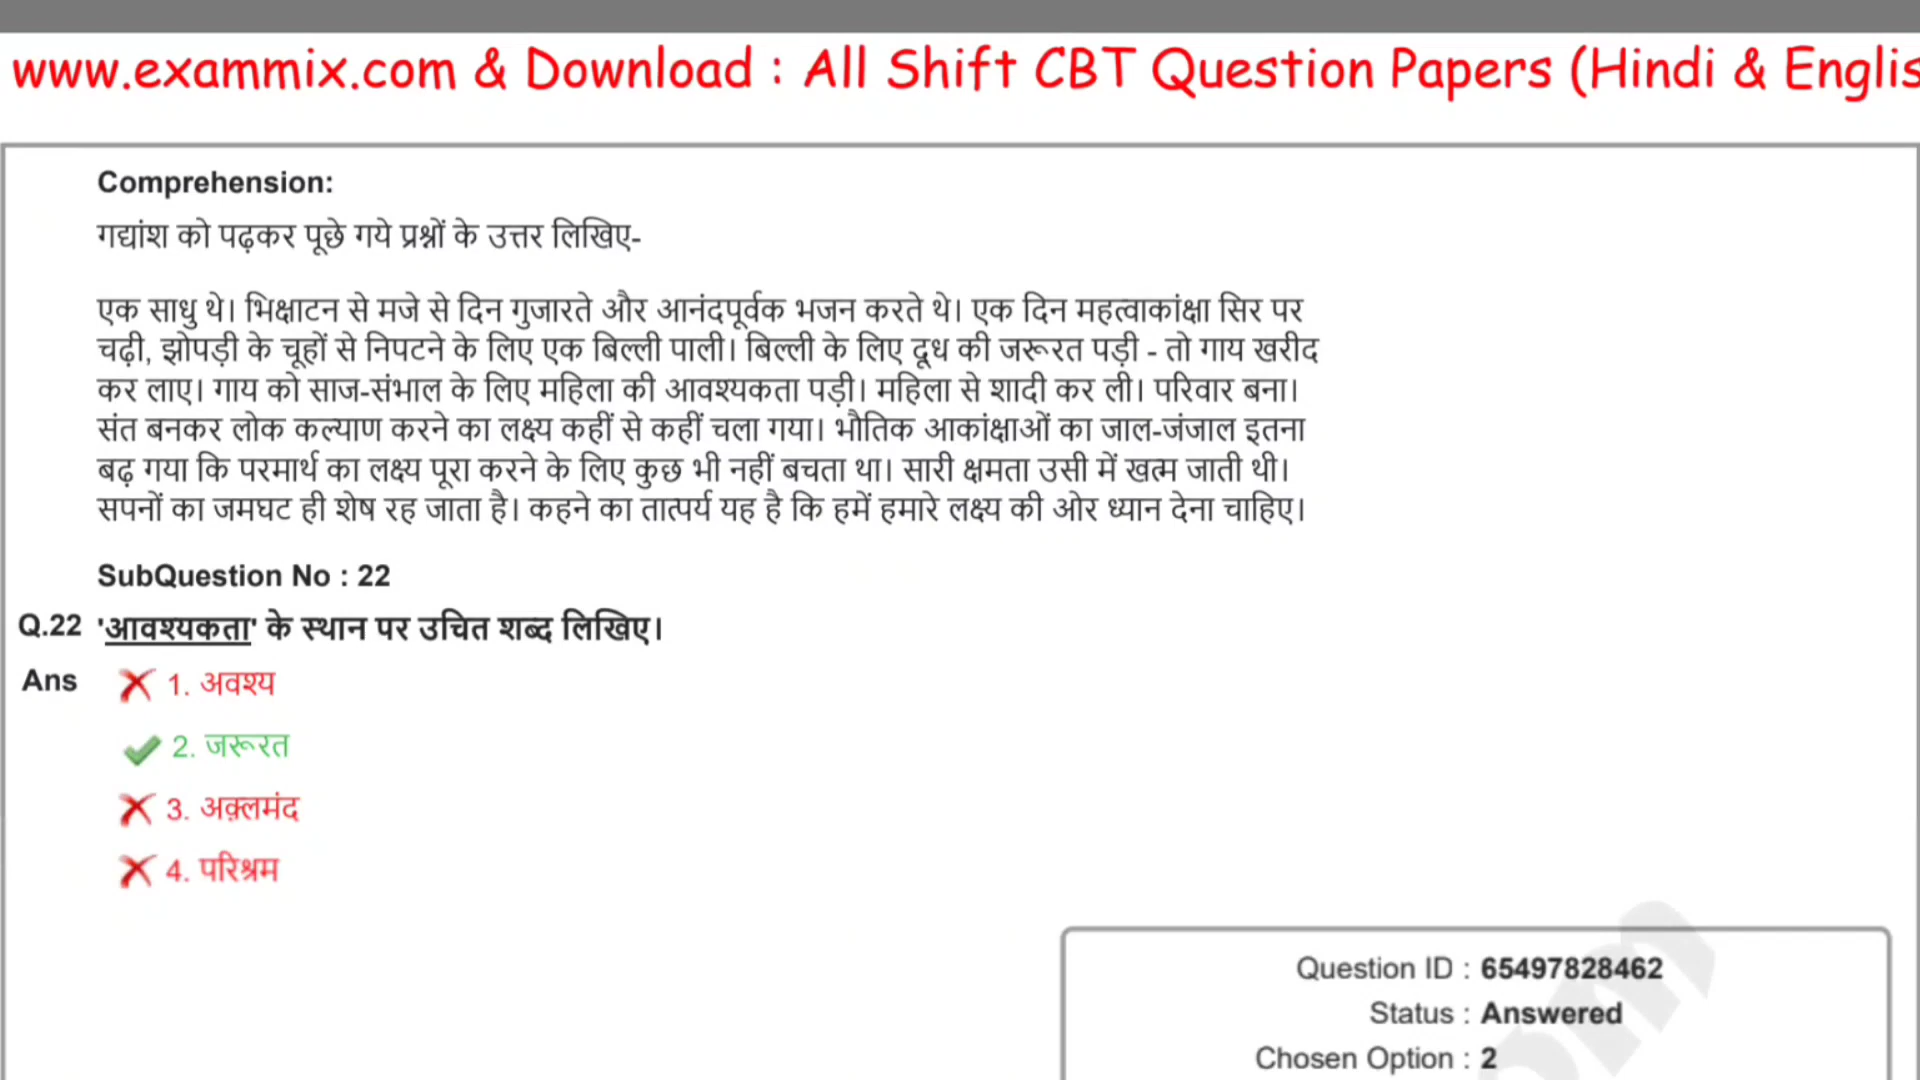 www.exammix.com & Download : All Shift CBT Question Papers (Hindi & Englis
Comprehension:
गद्यांश को पढ़कर पूछे गये प्रश्नों के उत्तर लिखिए-
एक साधु थे। भिक्षाटन से मजे से दिन गुजारते और आनंदपूर्वक भजन करते थे। एक दिन महत्वाकांक्षा सिर पर
चढ़ी, झोपड़ी के चूहों से निपटने के लिए एक बिल्ली पाली। बिल्ली के लिए दूध की जरूरत पड़ी - तो गाय खरीद
कर लाए। गाय को साज-संभाल के लिए महिला की आवश्यकता पड़ी। महिला से शादी कर ली। परिवार बना।
संत बनकर लोक कल्याण करने का लक्ष्य कहीं से कहीं चला गया। भौतिक आकांक्षाओं का जाल-जंजाल इतना
बढ़ गया कि परमार्थ का लक्ष्य पूरा करने के लिए कुछ भी नहीं बचता था। सारी क्षमता उसी में खत्म जाती थी।
सपनों का जमघट ही शेष रह जाता है। कहने का तात्पर्य यह है कि हमें हमारे लक्ष्य की ओर ध्यान देना चाहिए।
SubQuestion No : 22
Q.22 'आवश्यकता' के स्थान पर उचित शब्द लिखिए।
Ans 1. अवश्य
2. जरूरत
3. अक़्लमंद
4. परिश्रम
Question ID : 65497828462
Status : Answered
Chosen Option : 2